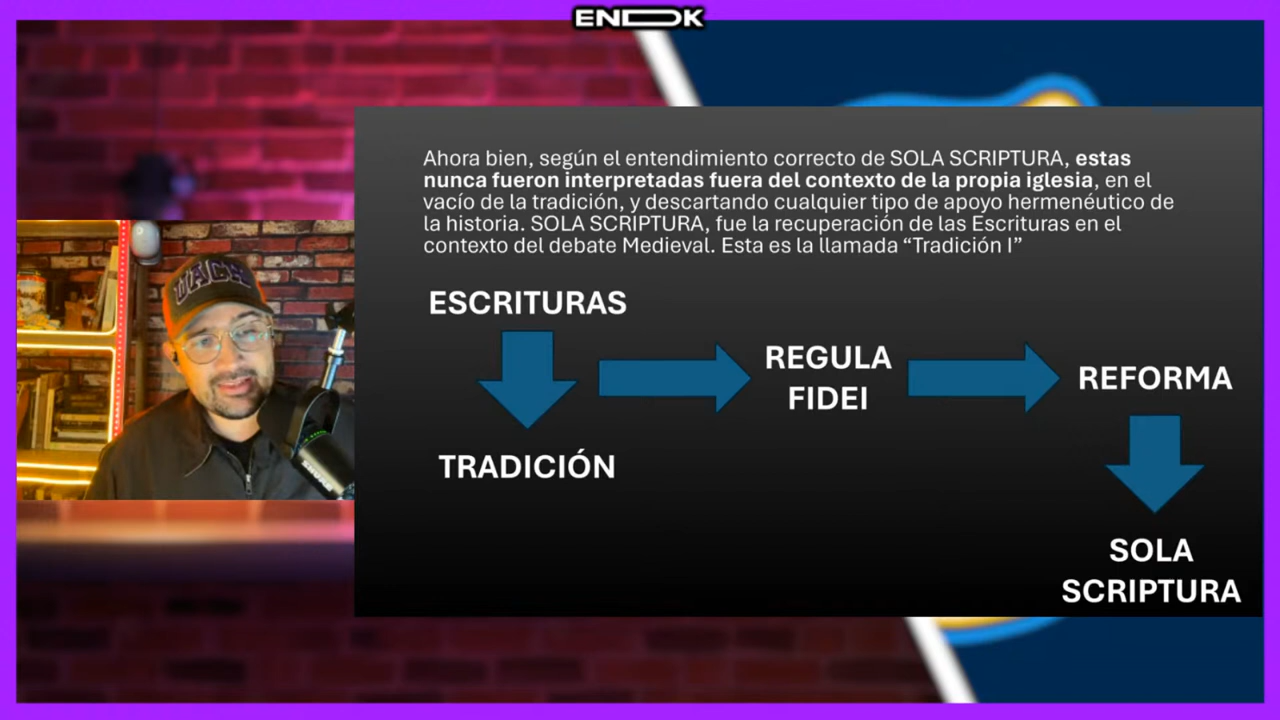 ENDOK
Ahora bien, según el entendimiento correcto de SOLA SCRIPTURA, estas
nunca fueron interpretadas fuera del contexto de la propia iglesia, en el
vacío de la tradición, y descartando cualquier tipo de apoyo hermenéutico de
la historia. SOLA SCRIPTURA, fue la recuperación de las Escrituras en el
contexto del debate Medieval. Esta es la llamada “Tradición I”
ESCRITURAS
REGULA
FIDEI
REFORMA
TRADICIÓN
SOLA
SCRIPTURA
UACH